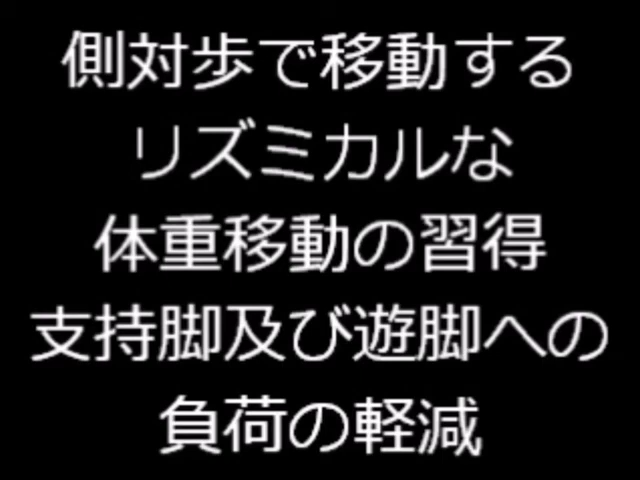 側対歩で移動する
リズミカルな
体重移動の習得
支持脚及び遊脚への
負荷の軽減